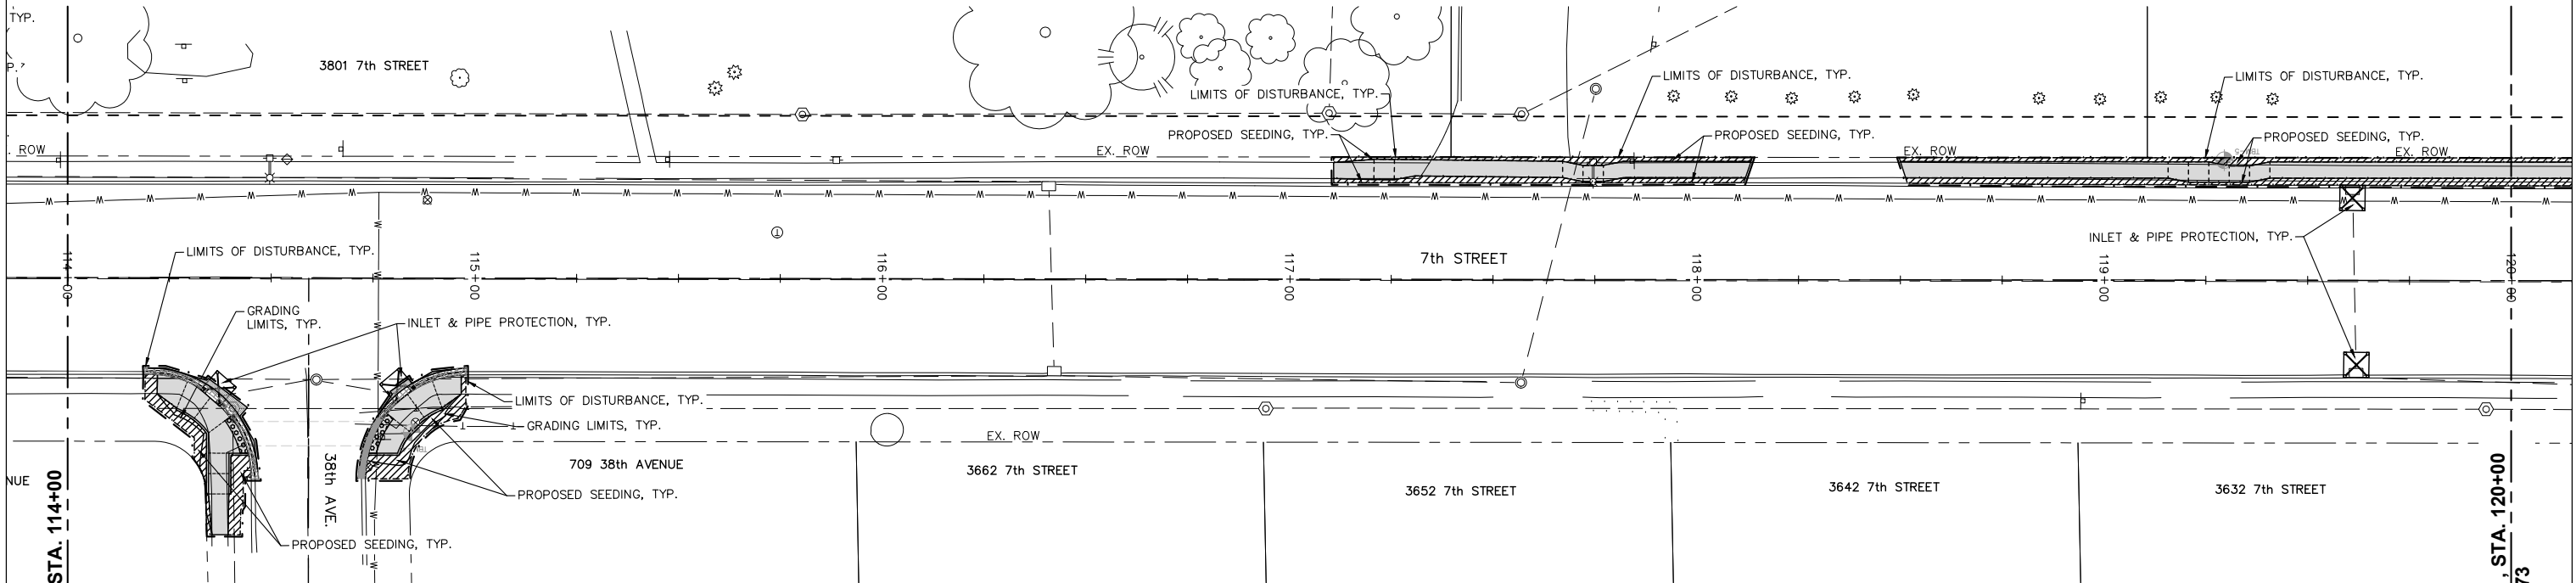 TYP.
P.
3801 7th STREET
LIMITS OF DISTURBANCE, TYP.
LIMITS OF DISTURBANCE, TYP.
LIMITS OF DISTURBANCE, TYP.
PROPOSED SEEDING, TYP.
PROPOSED SEEDING, TYP.
PROPOSED SEEDING, TYP.
. ROW
EX. ROW
EX. ROW
EX. ROW
LIMITS OF DISTURBANCE, TYP.
INLET & PIPE PROTECTION, TYP.
7th STREET
114+00
115+00
116+00
117+00
118+00
119+00
120+00
GRADING
LIMITS, TYP.
INLET & PIPE PROTECTION, TYP.
LIMITS OF DISTURBANCE, TYP.
GRADING LIMITS, TYP.
EX. ROW
709 38th AVENUE
3662 7th STREET
3652 7th STREET
3642 7th STREET
3632 7th STREET
NUE
38th AVE.
PROPOSED SEEDING, TYP.
PROPOSED SEEDING, TYP.
STA. 114+00
, STA. 120+00
73